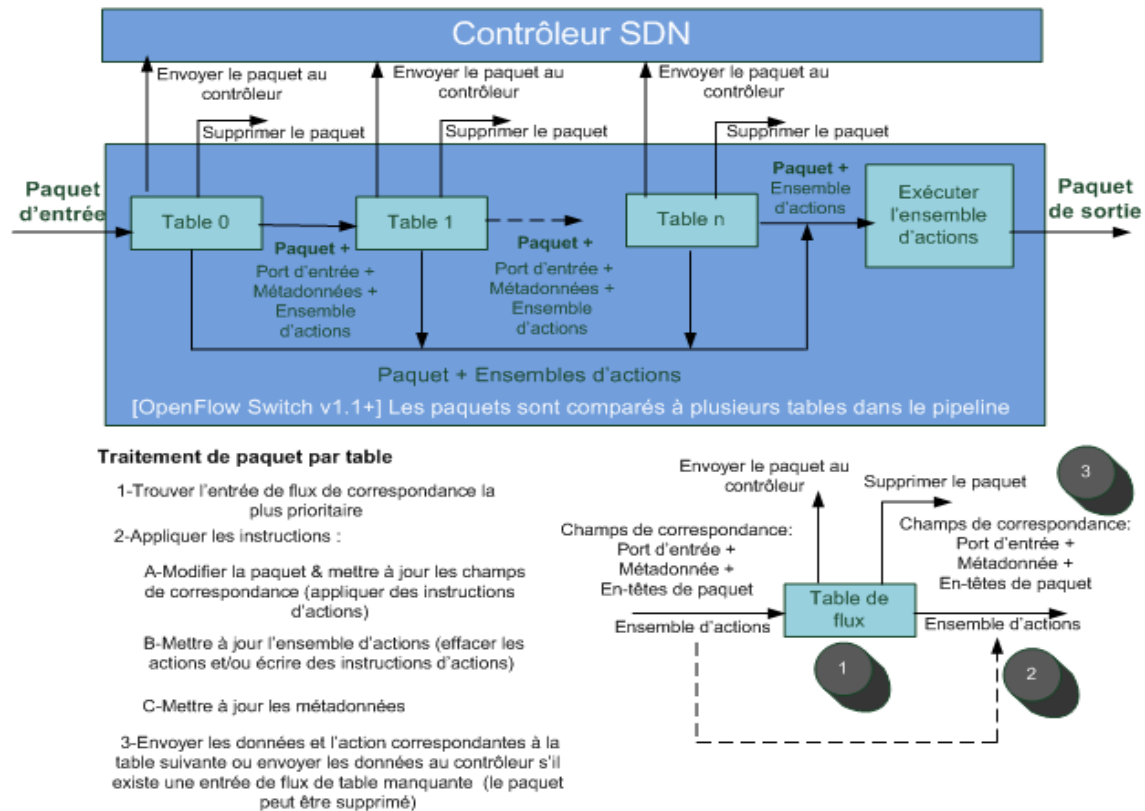 Contrôleur SDN
Envoyer le paquet au
contrôleur
Envoyer le paquet au
contrôleur
Envoyer le paquet au
contrôleur
Supprimer le paquet
Supprimer le paquet
Supprimer le paquet
Paquet
d'entrée
Table 0
Paquet +
Port d'entrée +
Métadonnées +
Ensemble
d'actions
Table 1
Paquet +
Port d'entrée +
Métadonnées +
Ensemble
d'actions
Table n
Paquet +
Ensemble
d'actions
Exécuter
l'ensemble
d'actions
Paquet
de sortie
Paquet + Ensembles d'actions
[OpenFlow Switch v1.1+] Les paquets sont comparés à plusieurs tables dans le pipeline
Traitement de paquet par table
1-Trouver l'entrée de flux de correspondance la
plus prioritaire
2-Appliquer les instructions :
A-Modifier la paquet & mettre à jour les champs
de correspondance (appliquer des instructions
d'actions)
B-Mettre à jour l'ensemble d'actions (effacer les
actions et/ou écrire des instructions d'actions)
C-Mettre à jour les métadonnées
3-Envoyer les données et l'action correspondantes à la
table suivante ou envoyer les données au contrôleur s'il
existe une entrée de flux de table manquante (le paquet
peut être supprimé)
Envoyer le paquet au
contrôleur
Supprimer le paquet
3
Champs de correspondance:
Port d'entrée +
Métadonnée +
En-têtes de paquet
Ensemble d'actions
Table de
flux
Champs de correspondance:
Port d'entrée +
Métadonnée +
En-têtes de paquet
Ensemble d'actions
1
2